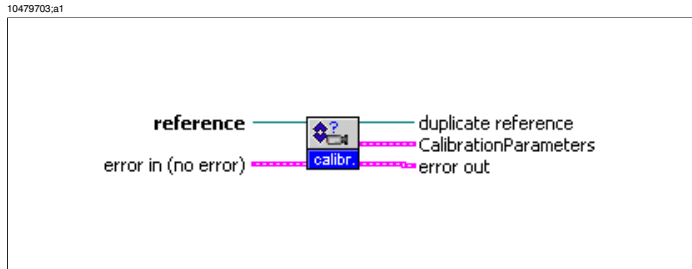 10479703;a1
reference
duplicate reference
?
CalibrationParameters
error in (no error)
calibr.
error out